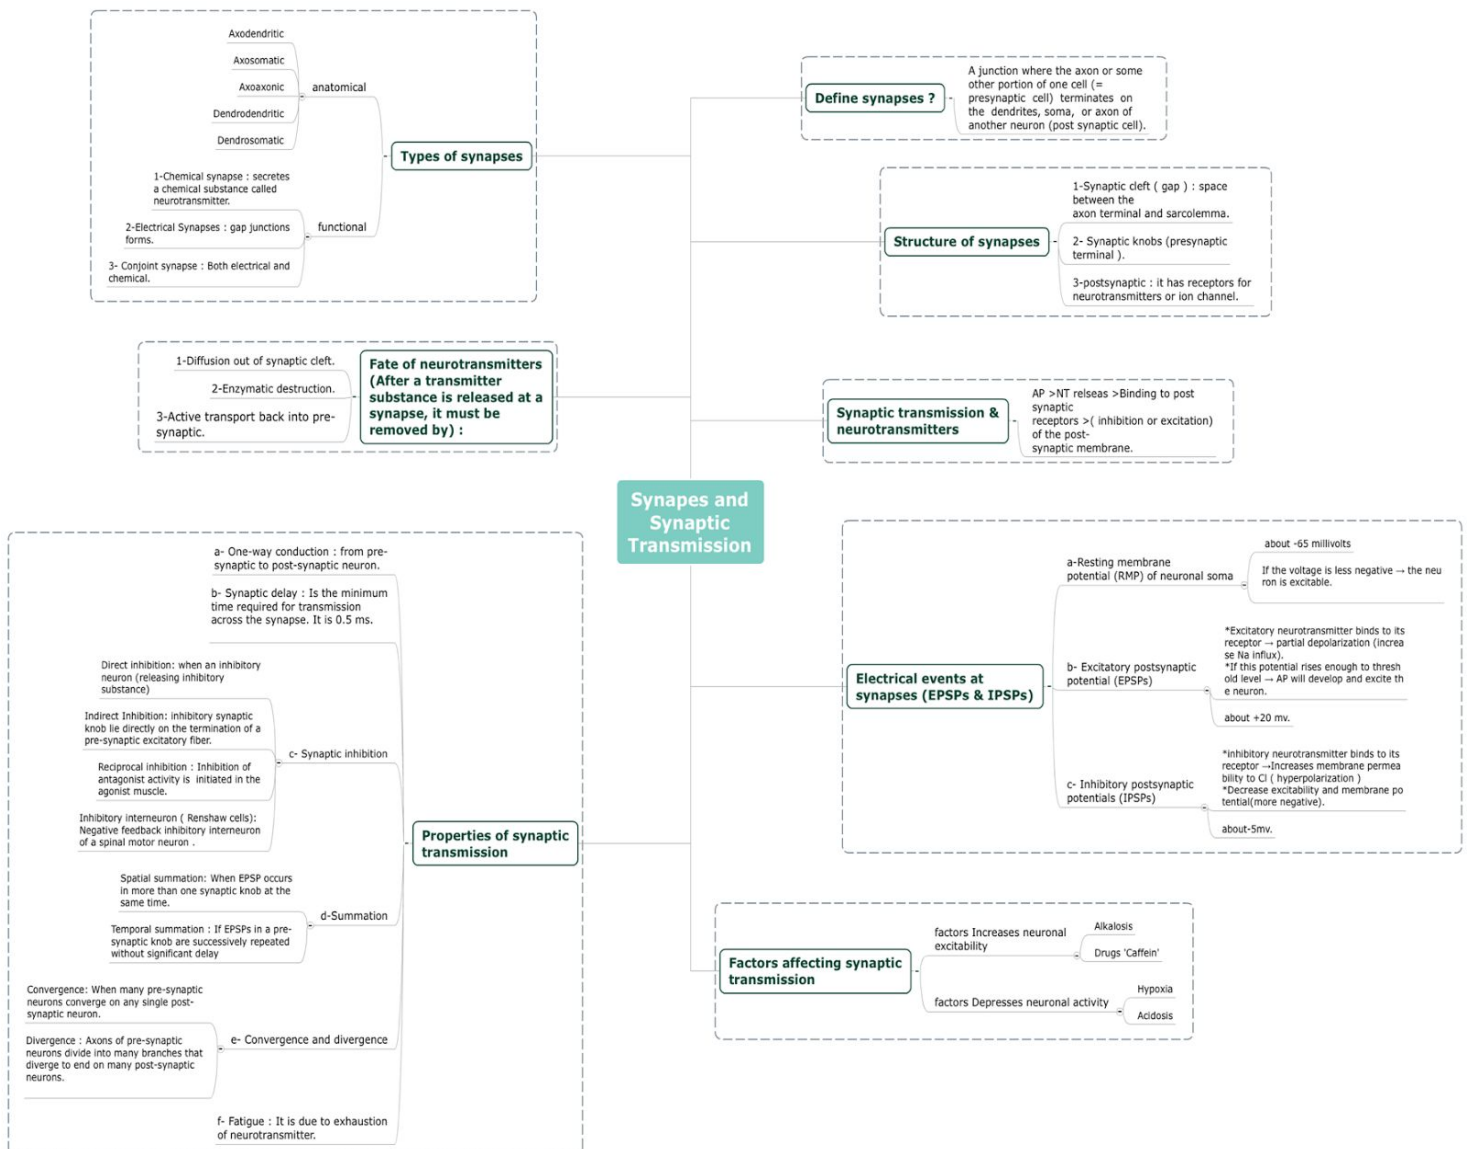 Synapes and
Synaptic
Transmission
Define synapses ?
A junction where the axon or some
other portion of one cell (=
presynaptic cell) terminates on
the dendrites, soma, or axon of
another neuron (post synaptic cell).
Structure of synapses
1-Synaptic cleft ( gap ) : space
between the
axon terminal and sarcolemma.
2- Synaptic knobs (presynaptic
terminal ).
3-postsynaptic : it has receptors for
neurotransmitters or ion channel.
Synaptic transmission &
neurotransmitters
AP >NT relseas >Binding to post
synaptic
receptors >( inhibition or excitation)
of the post-
synaptic membrane.
Electrical events at
synapses (EPSPs & IPSPs)
a-Resting membrane
potential (RMP) of neuronal soma
about -65 millivolts
If the voltage is less negative → the neu
ron is excitable.
b- Excitatory postsynaptic
potential (EPSPs)
*Excitatory neurotransmitter binds to its
receptor → partial depolarization (increa
se Na influx).
*If this potential rises enough to thresh
old level → AP will develop and excite th
e neuron.
about +20 mv.
c- Inhibitory postsynaptic
potentials (IPSPs)
*inhibitory neurotransmitter binds to its
receptor →Increases membrane permea
bility to Cl ( hyperpolarization )
*Decrease excitability and membrane po
tential(more negative).
about-5mv.
Factors affecting synaptic
transmission
factors Increases neuronal
excitability
Alkalosis
Drugs 'Caffein'
factors Depresses neuronal activity
Hypoxia
Acidosis
Types of synapses
anatomical
Axodendritic
Axosomatic
Axoaxonic
Dendrodendritic
Dendrosomatic
functional
1-Chemical synapse : secretes
a chemical substance called
neurotransmitter.
2-Electrical Synapses : gap junctions
forms.
3- Conjoint synapse : Both electrical and
chemical.
Fate of neurotransmitters
(After a transmitter
substance is released at a
synapse, it must be
removed by) :
1-Diffusion out of synaptic cleft.
2-Enzymatic destruction.
3-Active transport back into pre-
synaptic.
Properties of synaptic
transmission
a- One-way conduction : from pre-
synaptic to post-synaptic neuron.
b- Synaptic delay : Is the minimum
time required for transmission
across the synapse. It is 0.5 ms.
c- Synaptic inhibition
Direct inhibition: when an inhibitory
neuron (releasing inhibitory
substance)
Indirect Inhibition: inhibitory synaptic
knob lie directly on the termination of a
pre-synaptic excitatory fiber.
Reciprocal inhibition : Inhibition of
antagonist activity is initiated in the
agonist muscle.
Inhibitory interneuron ( Renshaw cells):
Negative feedback inhibitory interneuron
of a spinal motor neuron .
d-Summation
Spatial summation: When EPSP occurs
in more than one synaptic knob at the
same time.
Temporal summation : If EPSPs in a pre-
synaptic knob are successively repeated
without significant delay
e- Convergence and divergence
Convergence: When many pre-synaptic
neurons converge on any single post-
synaptic neuron.
Divergence : Axons of pre-synaptic
neurons divide into many branches that
diverge to end on many post-synaptic
neurons.
f- Fatigue : It is due to exhaustion
of neurotransmitter.